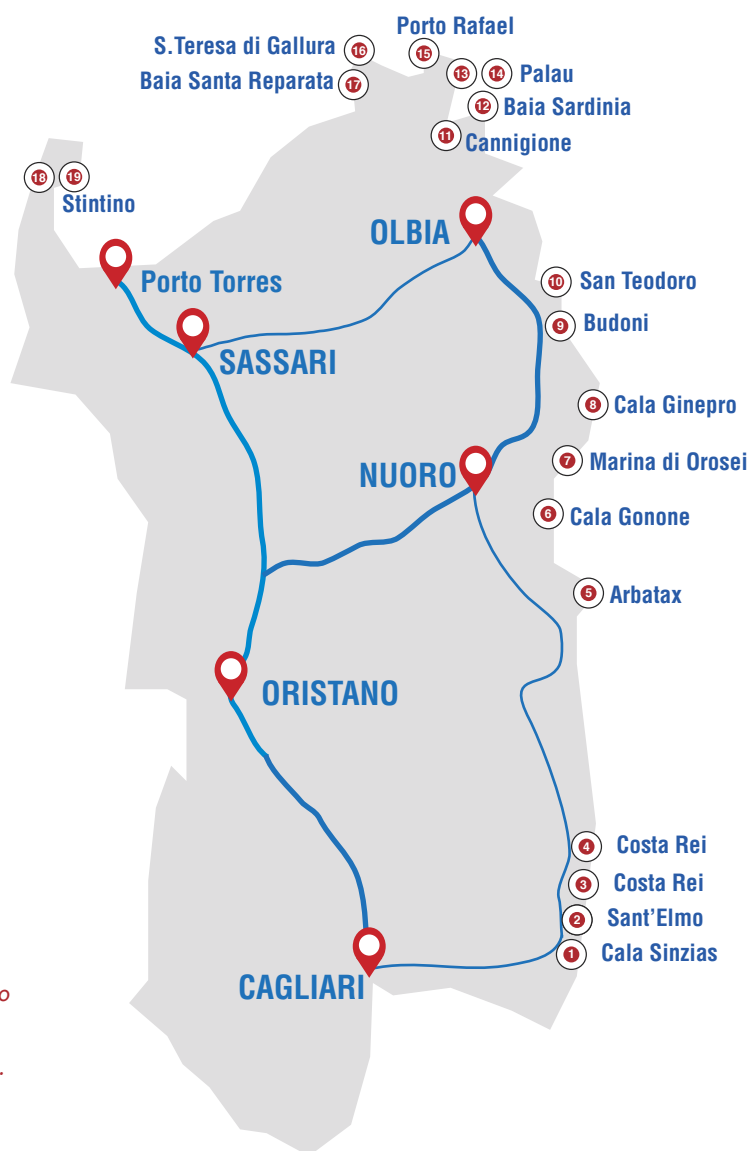 Porto Rafael
15
S.Teresa di Gallura 16
13 14 Palau
Baia Santa Reparata 17
12 Baia Sardinia
11 Cannigione
18 19
Stintino
OLBIA
Porto Torres
10 San Teodoro
9 Budoni
SASSARI
8 Cala Ginepro
7 Marina di Orosei
NUORO
6 Cala Gonone
5 Arbatax
ORISTANO
4 Costa Rei
3 Costa Rei
2 Sant’Elmo
1 Cala Sinzias
CAGLIARI
o
.